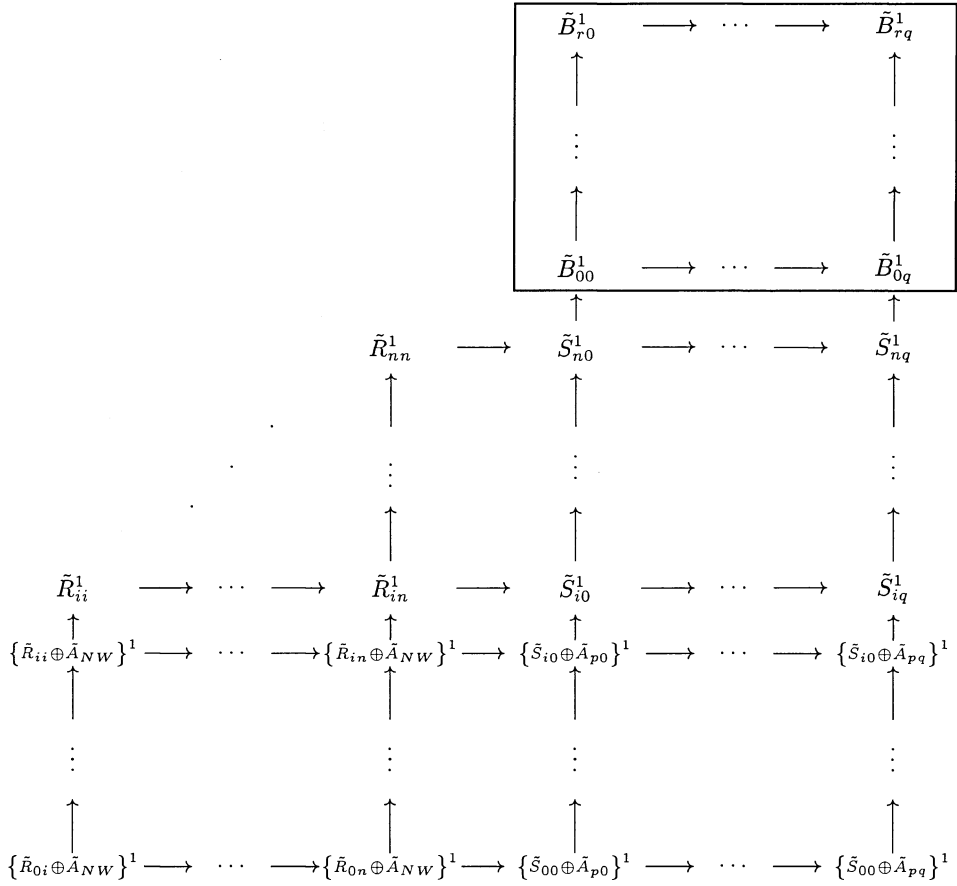 B̃¹_{r0} → ⋯ → B̃¹_{rq}
↑ ↑
⋮ ⋮
↑ ↑
B̃¹_{00} → ⋯ → B̃¹_{0q}
↑ ↑
R̃¹_{nn} → S̃¹_{n0} → ⋯ → S̃¹_{nq}
↑ ↑ ↑
⋮ ⋮ ⋮
↑ ↑ ↑
R̃¹_{ii} → ⋯ → R̃¹_{in} → S̃¹_{i0} → ⋯ → S̃¹_{iq}
↑ ↑ ↑ ↑
{R̃_{ii}⊕Ã_{NW}}¹ → ⋯ → {R̃_{in}⊕Ã_{NW}}¹ → {S̃_{i0}⊕Ã_{p0}}¹ → ⋯ → {S̃_{i0}⊕Ã_{pq}}¹
↑ ↑ ↑ ↑
⋮ ⋮ ⋮ ⋮
↑ ↑ ↑ ↑
{R̃_{0i}⊕Ã_{NW}}¹ → ⋯ → {R̃_{0n}⊕Ã_{NW}}¹ → {S̃_{00}⊕Ã_{p0}}¹ → ⋯ → {S̃_{00}⊕Ã_{pq}}¹